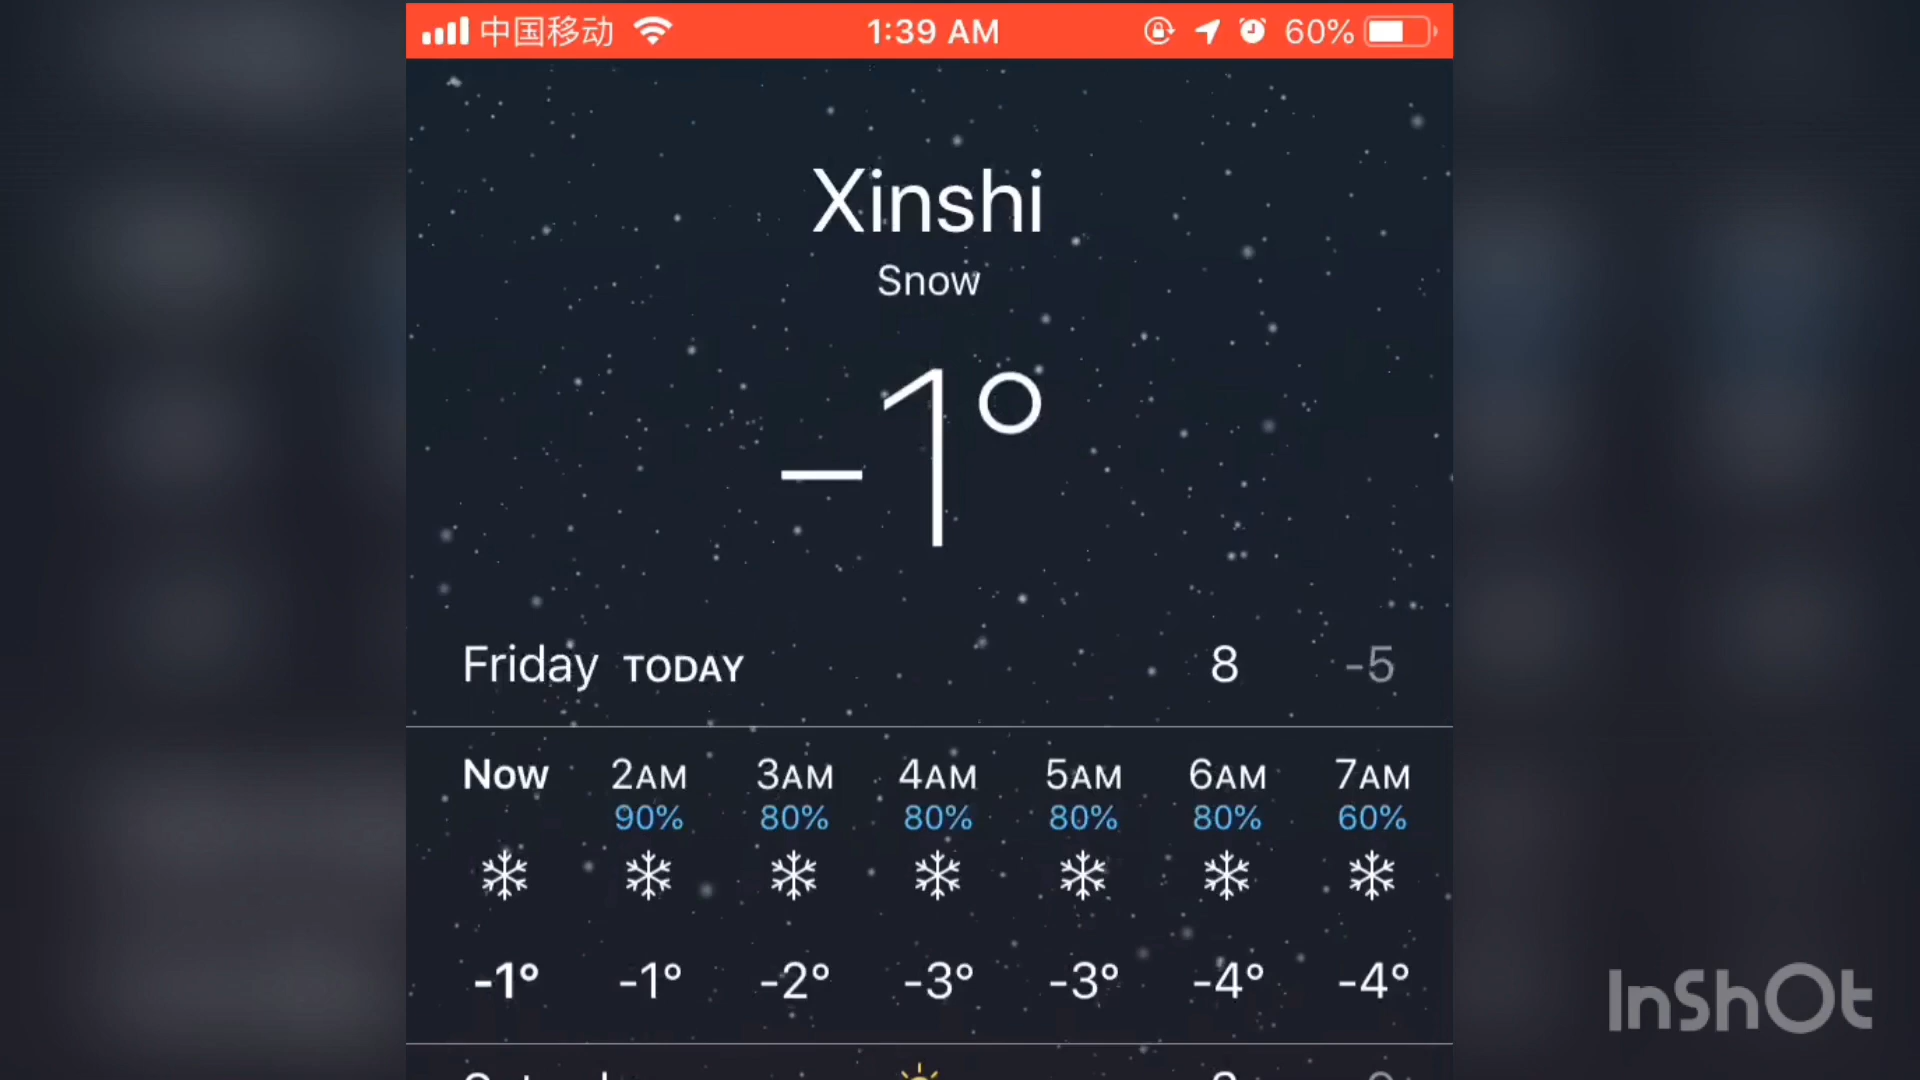 中国移动 1:39 AM 60%
Xinshi
Snow
-1°
Friday TODAY 8 -5
Now 2AM 3AM 4AM 5AM 6AM 7AM
90% 80% 80% 80% 80% 60%
-1° -1° -2° -3° -3° -4° -4°
InShOt